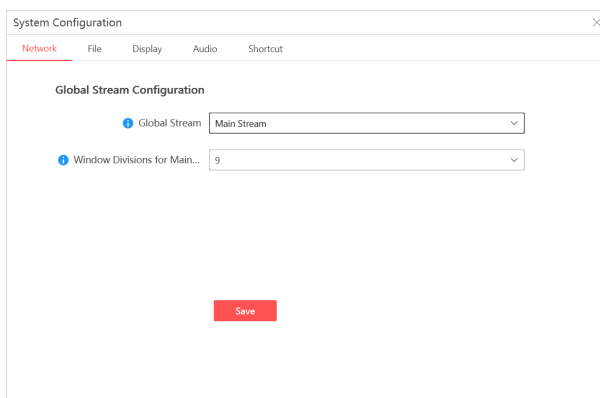 System Configuration
Network File Display Audio Shortcut
Global Stream Configuration
Global Stream Main Stream
Window Divisions for Main... 9
Save